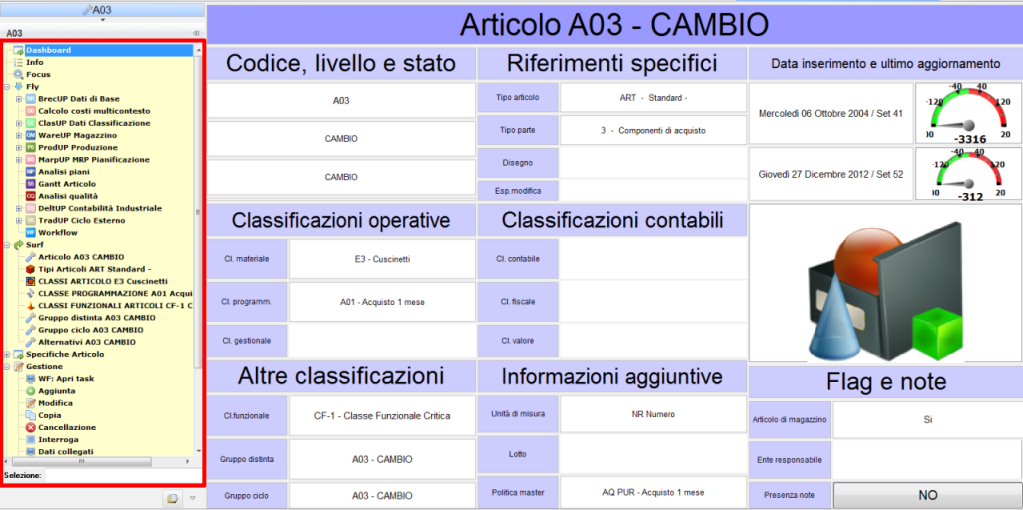 A03
A03
Dashboard
Info
Focus
Fly
BrecUP Dati di Base
Calcolo costi multicontesto
ClasUP Dati Classificazione
WareUP Magazzino
ProdUP Produzione
MarpUP MRP Pianificazione
Analisi piani
Gantt Articolo
Analisi qualità
DeltUP Contabilità Industriale
TradUP Ciclo Esterno
Workflow
Surf
Articolo A03 CAMBIO
Tipi Articoli ART Standard -
CLASSI ARTICOLO E3 Cuscinetti
CLASSE PROGRAMMAZIONE A01 Acqui
CLASSI FUNZIONALI ARTICOLI CF-1 C
Gruppo distinta A03 CAMBIO
Gruppo ciclo A03 CAMBIO
Alternativi A03 CAMBIO
Specifiche Articolo
Gestione
WF: Apri task
Aggiunta
Modifica
Copia
Cancellazione
Interroga
Dati collegati
Selezione:
Articolo A03 - CAMBIO
Codice, livello e stato
A03
CAMBIO
CAMBIO
Riferimenti specifici
Tipo articolo ART - Standard -
Tipo parte 3 - Componenti di acquisto
Disegno
Esp.modifica
Data inserimento e ultimo aggiornamento
Mercoledì 06 Ottobre 2004 / Set 41
-40 40
-120 120
-3316
Giovedì 27 Dicembre 2012 / Set 52
-40 40
-120 120
-312
Classificazioni operative
Cl. materiale E3 - Cuscinetti
Cl. programm. A01 - Acquisto 1 mese
Cl. gestionale
Classificazioni contabili
Cl. contabile
Cl. fiscale
Cl. valore
Altre classificazioni
Cl.funzionale CF-1 - Classe Funzionale Critica
Gruppo distinta A03 - CAMBIO
Gruppo ciclo A03 - CAMBIO
Informazioni aggiuntive
Unità di misura NR Numero
Lotto
Politica master AQ PUR - Acquisto 1 mese
Flag e note
Articolo di magazzino Si
Ente responsabile
Presenza note NO